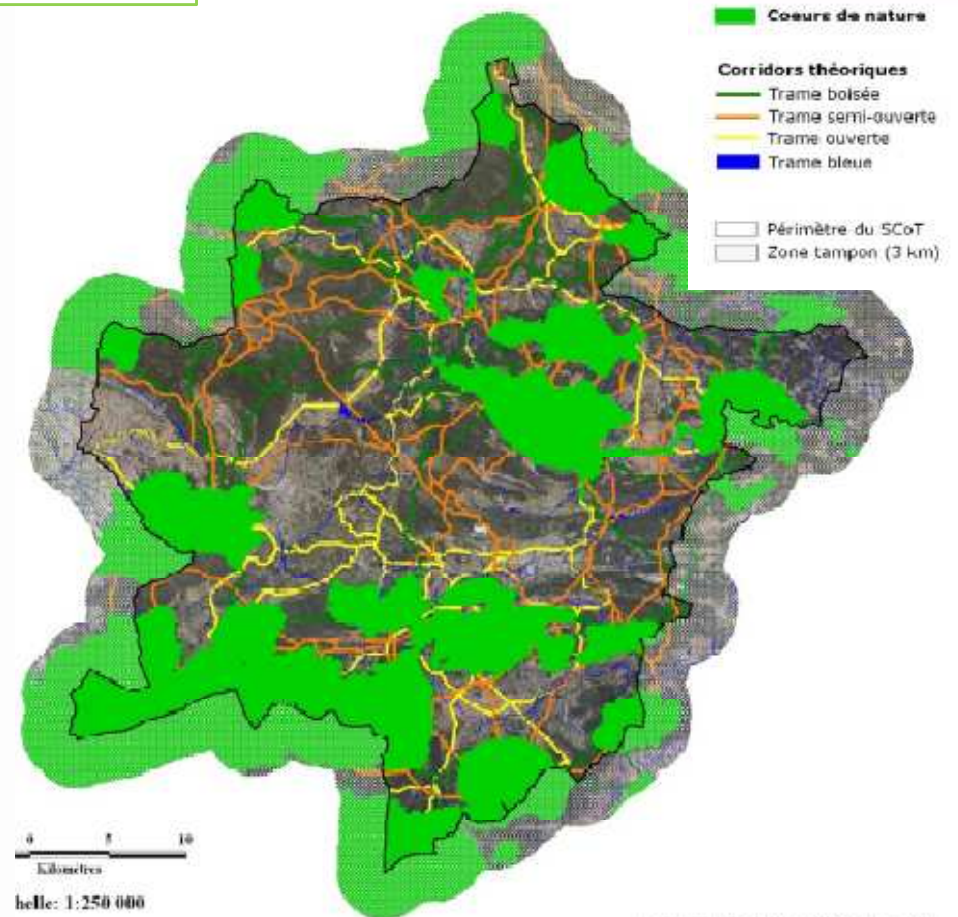 Coeurs de nature
Corridors théoriques
Trame boisée
Trame semi-ouverte
Trame ouverte
Trame bleue
Périmètre du SCoT
Zone tampon (3 km)
0 5 10
Kilomètres
helle: 1:250 000